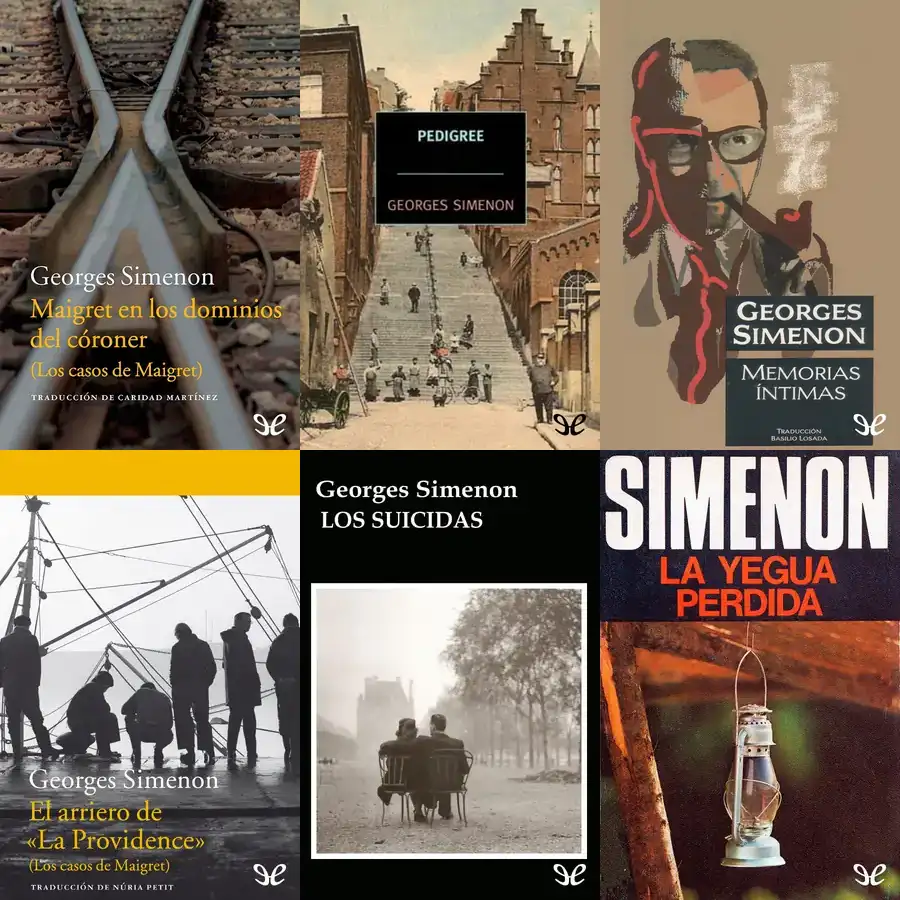 Georges Simenon
Maigret en los dominios
del córoner
(Los casos de Maigret)
TRADUCCIÓN DE CARIDAD MARTÍNEZ
PEDIGREE
GEORGES SIMENON
GEORGES
SIMENON
MEMORIAS
ÍNTIMAS
TRADUCCIÓN
BASILIO LOSADA
Georges Simenon
El arriero de
«La Providence»
(Los casos de Maigret)
TRADUCCIÓN DE NÚRIA PETIT
Georges Simenon
LOS SUICIDAS
SIMENON
LA YEGUA
PERDIDA